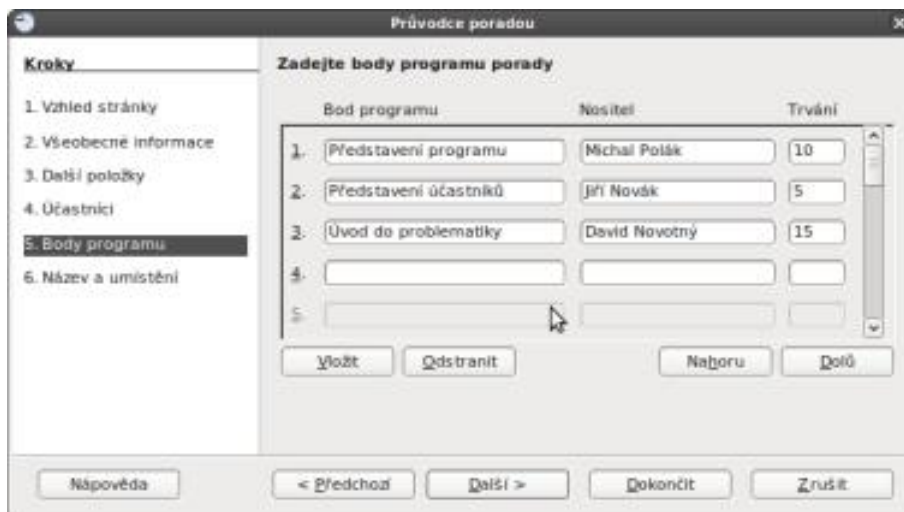 Průvodce poradou
Kroky
1. Vzhled stránky
2. Všeobecné informace
3. Další položky
4. Účastníci
5. Body programu
6. Název a umístění
Zadejte body programu porady
Bod programu Nositel Trvání
1. Představení programu Michal Polák 10
2. Představení účastníků Jiří Novák 5
3. Úvod do problematiky David Novotný 15
4.
5.
Vložit Odstranit Nahoru Dolů
Nápověda < Předchozí Další > Dokončit Zrušit